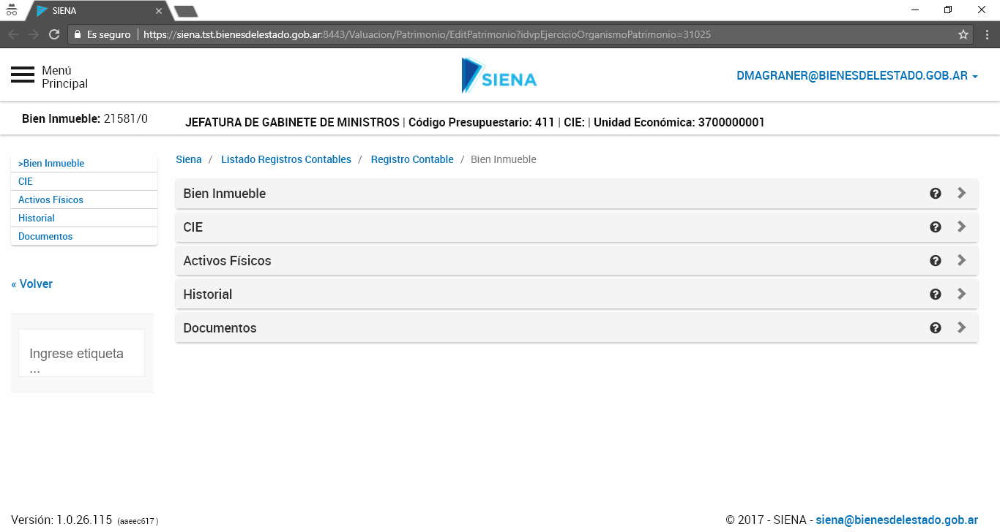 SIENA
Es seguro | https://siena.tst.bienesdelestado.gob.ar:8443/Valuacion/Patrimonio/EditPatrimonio?idvpEjercicioOrganismoPatrimonio=31025
Menú
Principal
SIENA
DMAGRANER@BIENESDELESTADO.GOB.AR
Bien Inmueble: 21581/0
JEFATURA DE GABINETE DE MINISTROS | Código Presupuestario: 411 | CIE: | Unidad Económica: 3700000001
>Bien Inmueble
CIE
Activos Físicos
Historial
Documentos
« Volver
Ingrese etiqueta
...
Siena / Listado Registros Contables / Registro Contable / Bien Inmueble
Bien Inmueble
CIE
Activos Físicos
Historial
Documentos
Versión: 1.0.26.115 (aaeec617)
© 2017 - SIENA - siena@bienesdelestado.gob.ar